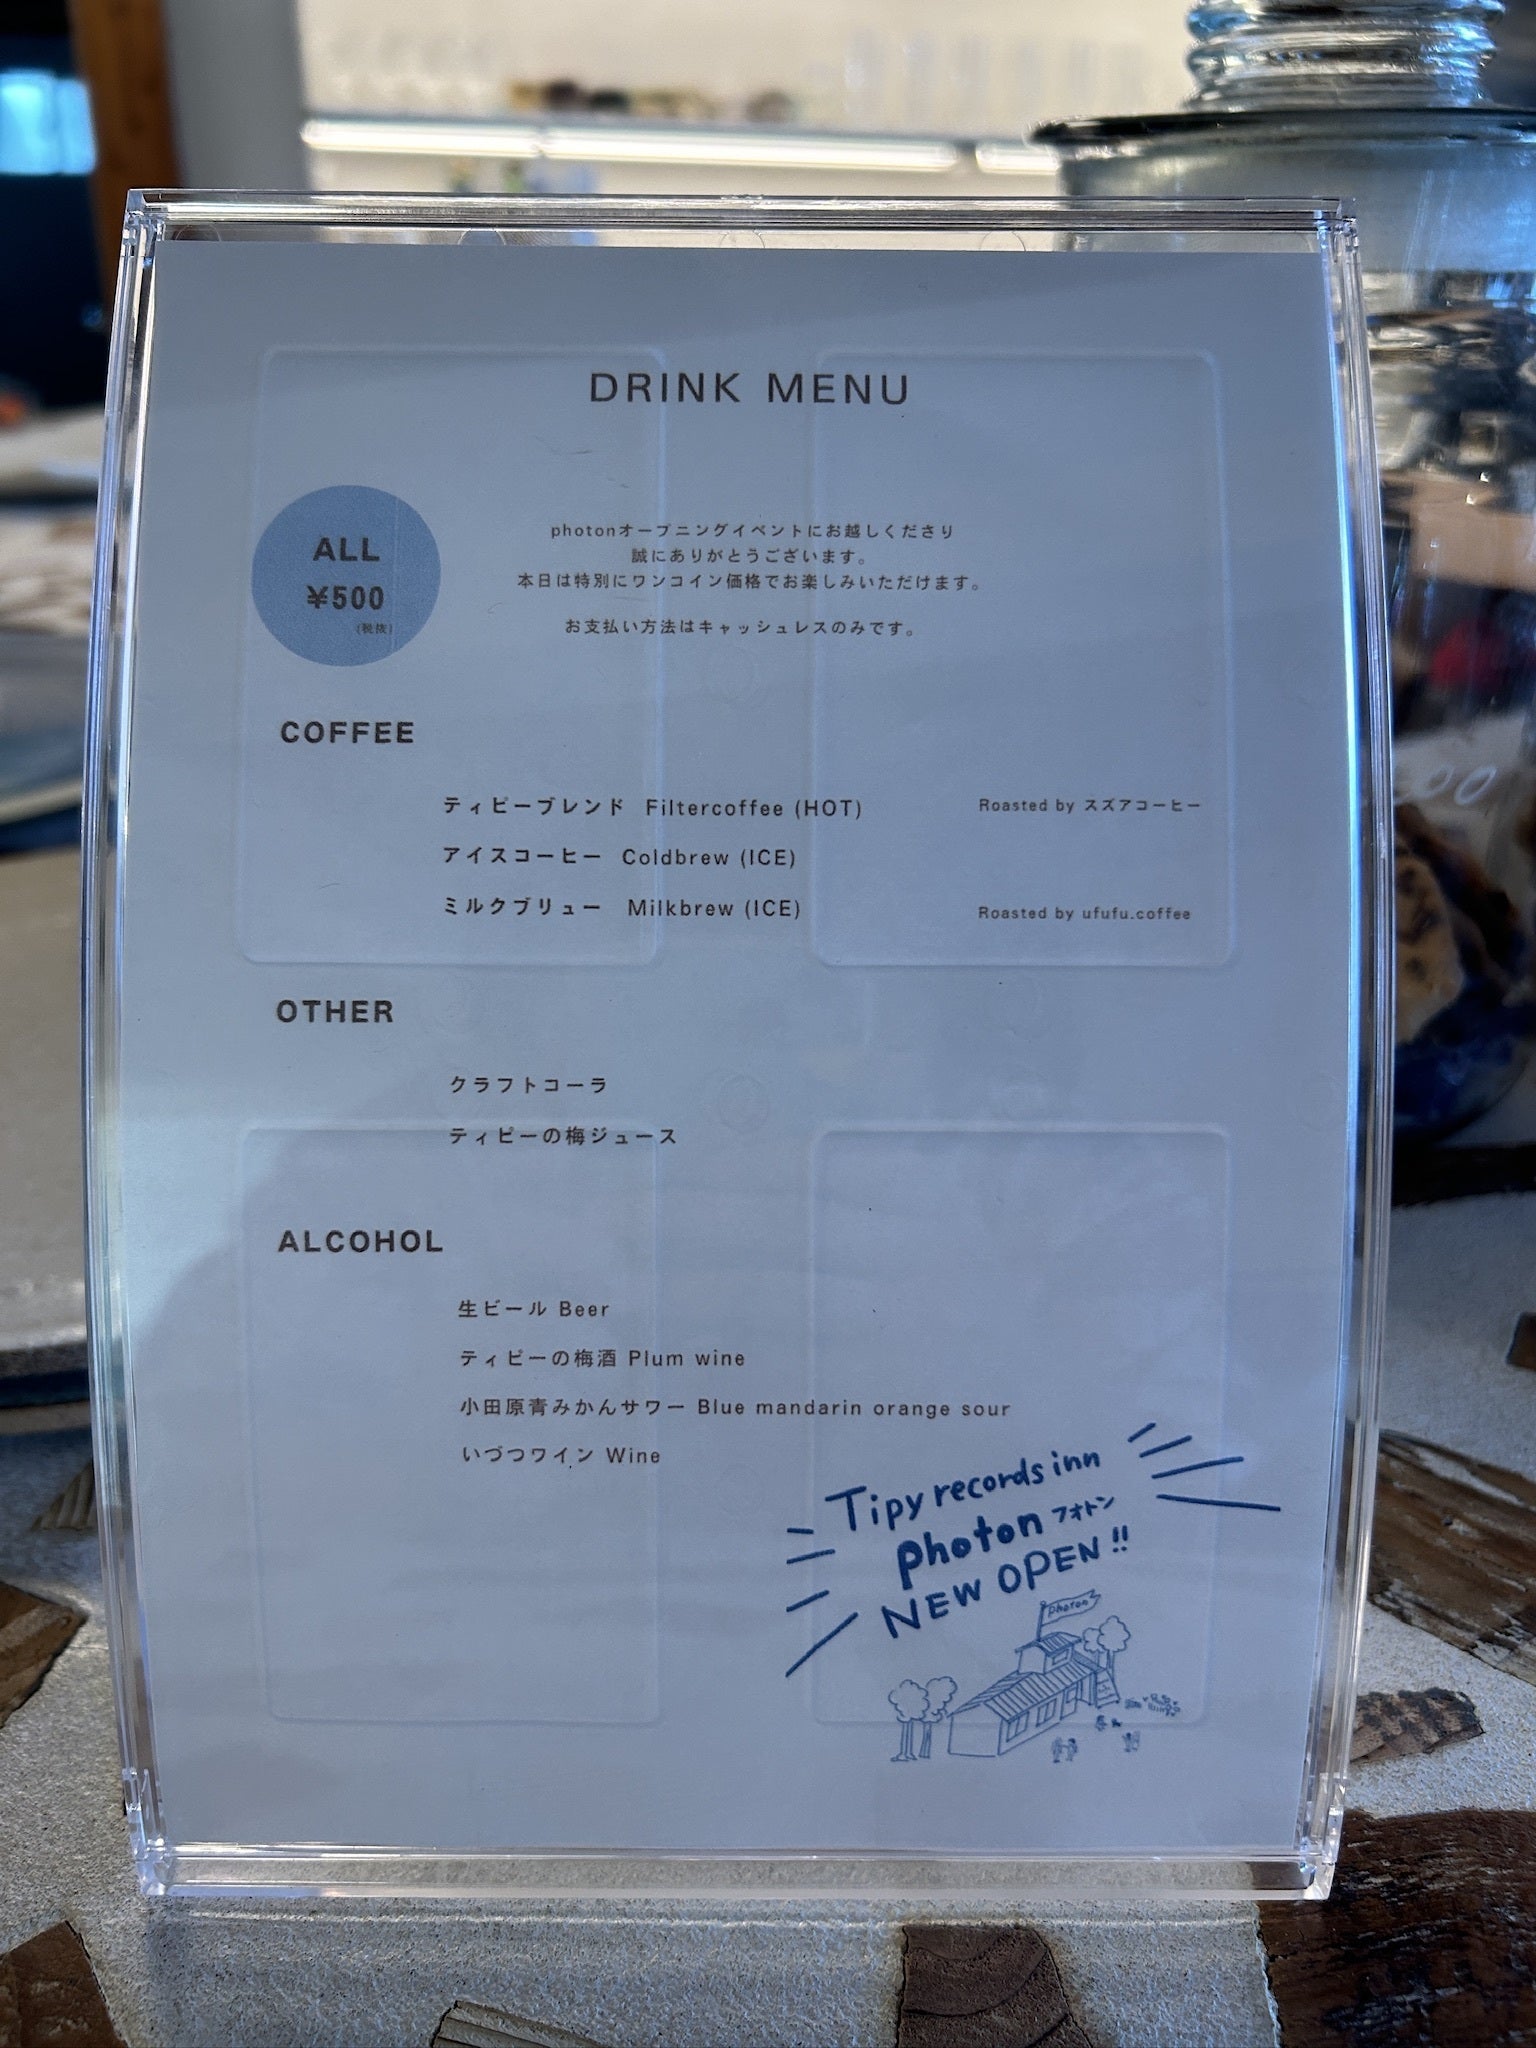 DRINK MENU
ALL
¥500
(税抜)
photonオープニングイベントにお越しくださり
誠にありがとうございます。
本日は特別にワンコイン価格でお楽しみいただけます。
お支払い方法はキャッシュレスのみです。
COFFEE
ティピーブレンド Filtercoffee (HOT) Roasted by スズアコーヒー
アイスコーヒー Coldbrew (ICE)
ミルクブリュー Milkbrew (ICE) Roasted by ufufu.coffee
OTHER
クラフトコーラ
ティピーの梅ジュース
ALCOHOL
生ビール Beer
ティピーの梅酒 Plum wine
小田原青みかんサワー Blue mandarin orange sour
いづつワイン Wine
Tipy records inn
photon フォトン
NEW OPEN!!
photon